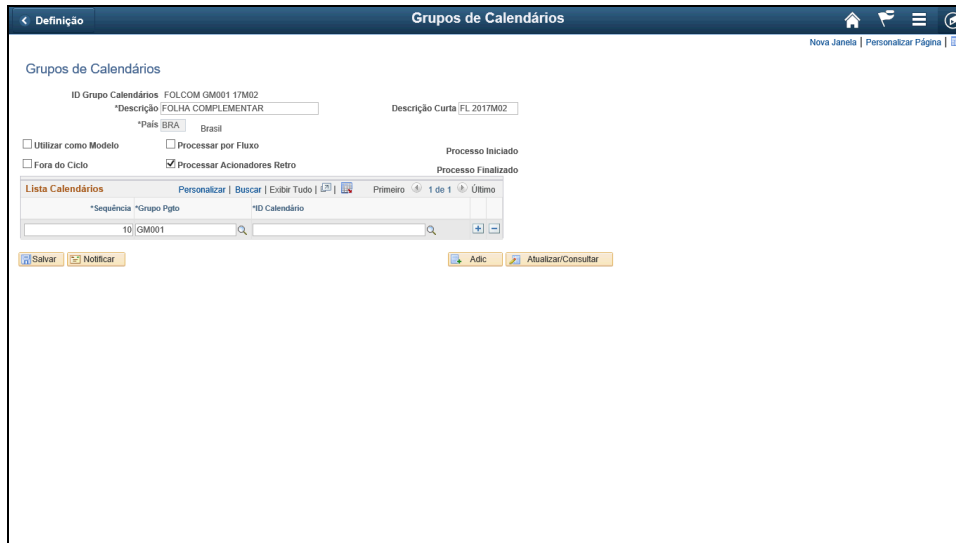 Definição Grupos de Calendários
Nova Janela | Personalizar Página |
Grupos de Calendários
ID Grupo Calendários FOLCOM GM001 17M02
*Descrição FOLHA COMPLEMENTAR Descrição Curta FL 2017M02
*País BRA Brasil
Utilizar como Modelo Processar por Fluxo Processo Iniciado
Fora do Ciclo Processar Acionadores Retro Processo Finalizado
Lista Calendários Personalizar | Buscar | Exibir Tudo | | Primeiro 1 de 1 Último
*Sequência *Grupo Pgto *ID Calendário
10 GM001
Salvar Notificar Adic Atualizar/Consultar